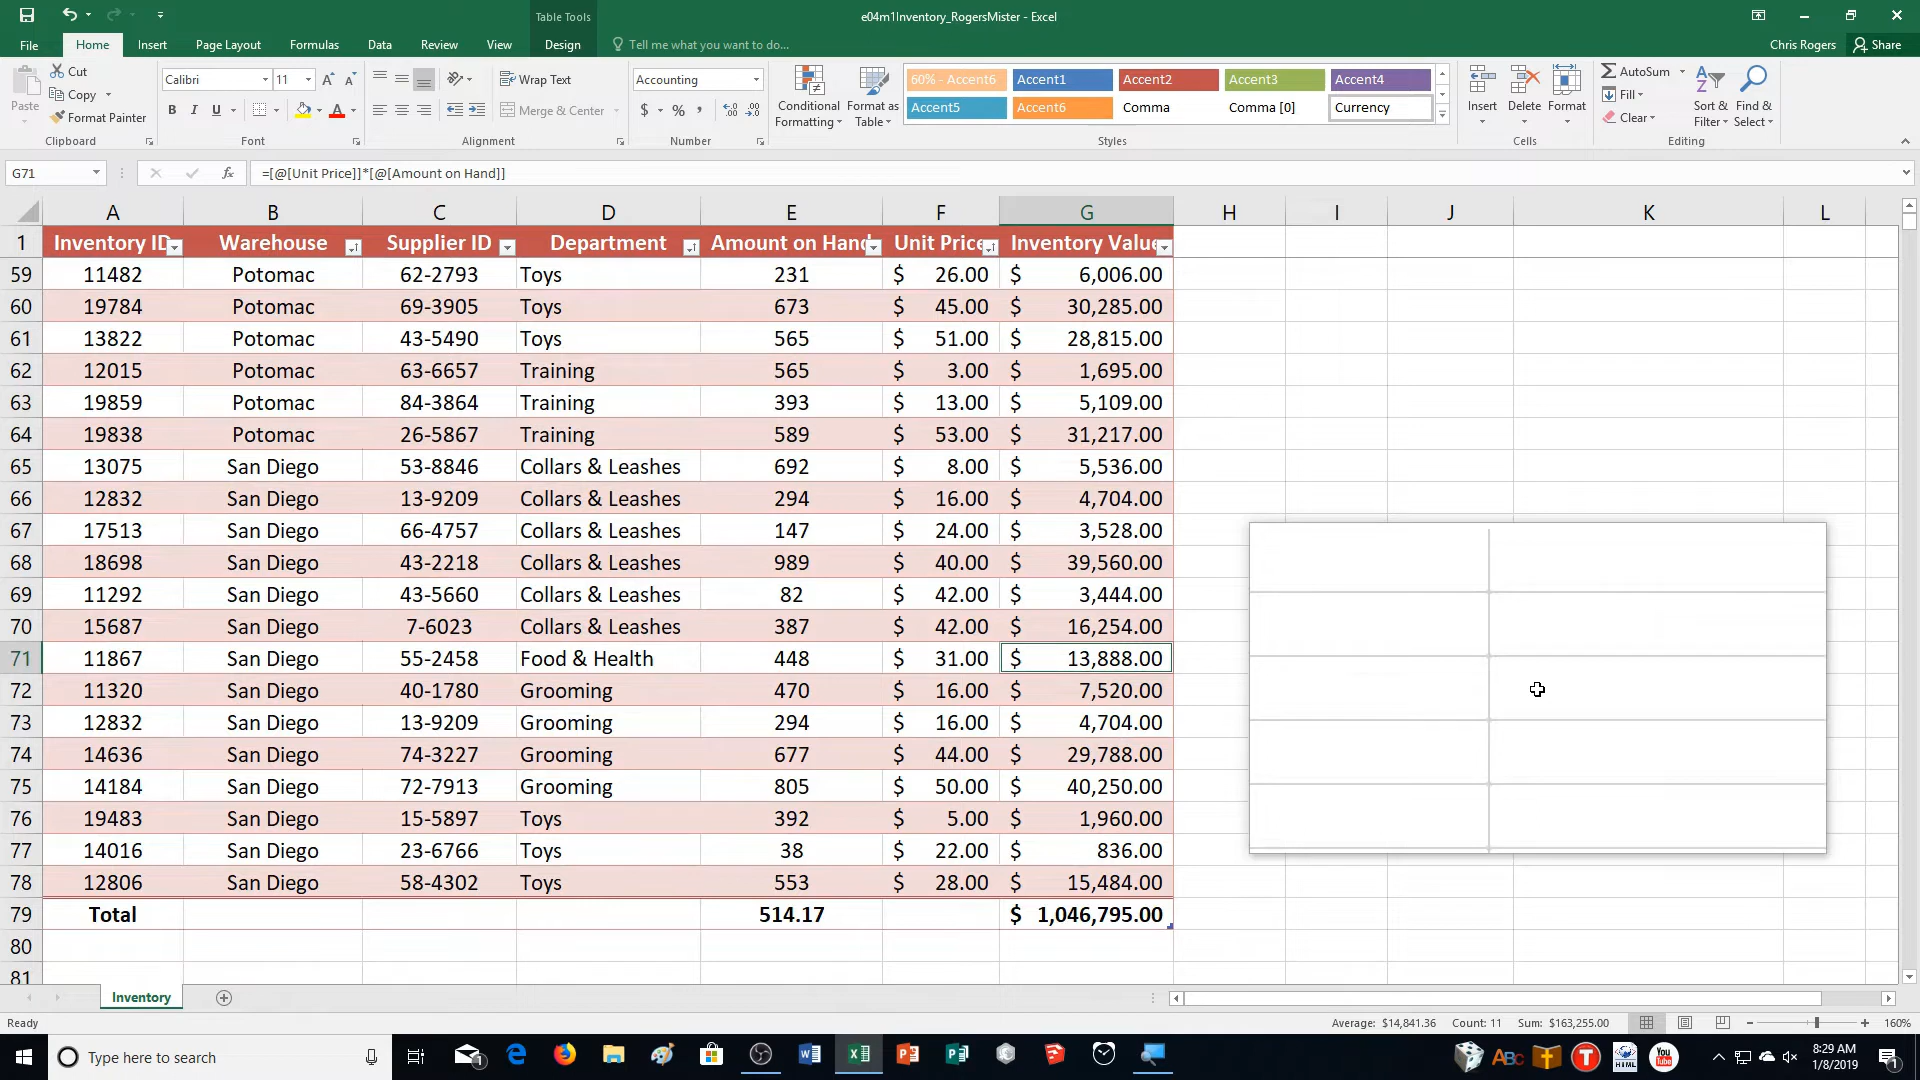 Table Tools
e04m1Inventory_RogersMister - Excel
File Home Insert Page Layout Formulas Data Review View Design Tell me what you want to do... Chris Rogers Share
Paste
Cut
Copy
Format Painter
Clipboard
Calibri 11
B I U
Font
Wrap Text
Merge & Center
Alignment
Accounting
$ % ,
Number
Conditional Formatting
Format as Table
60% - Accent6 Accent1 Accent2 Accent3 Accent4
Accent5 Accent6 Comma Comma [0] Currency
Styles
Insert Delete Format
Cells
AutoSum
Fill
Clear
Sort & Filter
Find & Select
Editing
G71 fx =[@[Unit Price]]*[@[Amount on Hand]]
A B C D E F G H I J K L
1 Inventory ID Warehouse Supplier ID Department Amount on Hand Unit Price Inventory Value
59 11482 Potomac 62-2793 Toys 231 $ 26.00 $ 6,006.00
60 19784 Potomac 69-3905 Toys 673 $ 45.00 $ 30,285.00
61 13822 Potomac 43-5490 Toys 565 $ 51.00 $ 28,815.00
62 12015 Potomac 63-6657 Training 565 $ 3.00 $ 1,695.00
63 19859 Potomac 84-3864 Training 393 $ 13.00 $ 5,109.00
64 19838 Potomac 26-5867 Training 589 $ 53.00 $ 31,217.00
65 13075 San Diego 53-8846 Collars & Leashes 692 $ 8.00 $ 5,536.00
66 12832 San Diego 13-9209 Collars & Leashes 294 $ 16.00 $ 4,704.00
67 17513 San Diego 66-4757 Collars & Leashes 147 $ 24.00 $ 3,528.00
68 18698 San Diego 43-2218 Collars & Leashes 989 $ 40.00 $ 39,560.00
69 11292 San Diego 43-5660 Collars & Leashes 82 $ 42.00 $ 3,444.00
70 15687 San Diego 7-6023 Collars & Leashes 387 $ 42.00 $ 16,254.00
71 11867 San Diego 55-2458 Food & Health 448 $ 31.00 $ 13,888.00
72 11320 San Diego 40-1780 Grooming 470 $ 16.00 $ 7,520.00
73 12832 San Diego 13-9209 Grooming 294 $ 16.00 $ 4,704.00
74 14636 San Diego 74-3227 Grooming 677 $ 44.00 $ 29,788.00
75 14184 San Diego 72-7913 Grooming 805 $ 50.00 $ 40,250.00
76 19483 San Diego 15-5897 Toys 392 $ 5.00 $ 1,960.00
77 14016 San Diego 23-6766 Toys 38 $ 22.00 $ 836.00
78 12806 San Diego 58-4302 Toys 553 $ 28.00 $ 15,484.00
79 Total 514.17 $ 1,046,795.00
80
81
Inventory
Ready Average: $14,841.36 Count: 11 Sum: $163,255.00 160%
Type here to search
8:29 AM
1/8/2019